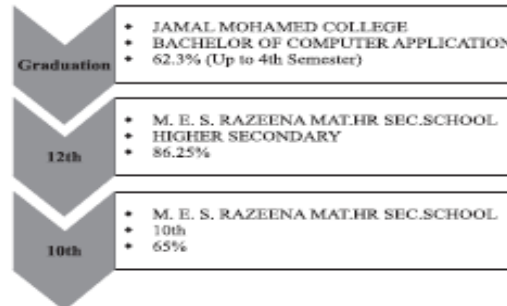 Graduation
• JAMAL MOHAMED COLLEGE
• BACHELOR OF COMPUTER APPLICATION
• 62.3% (Up to 4th Semester)
12th
• M. E. S. RAZEENA MAT.HR SEC.SCHOOL
• HIGHER SECONDARY
• 86.25%
10th
• M. E. S. RAZEENA MAT.HR SEC.SCHOOL
• 10th
• 65%